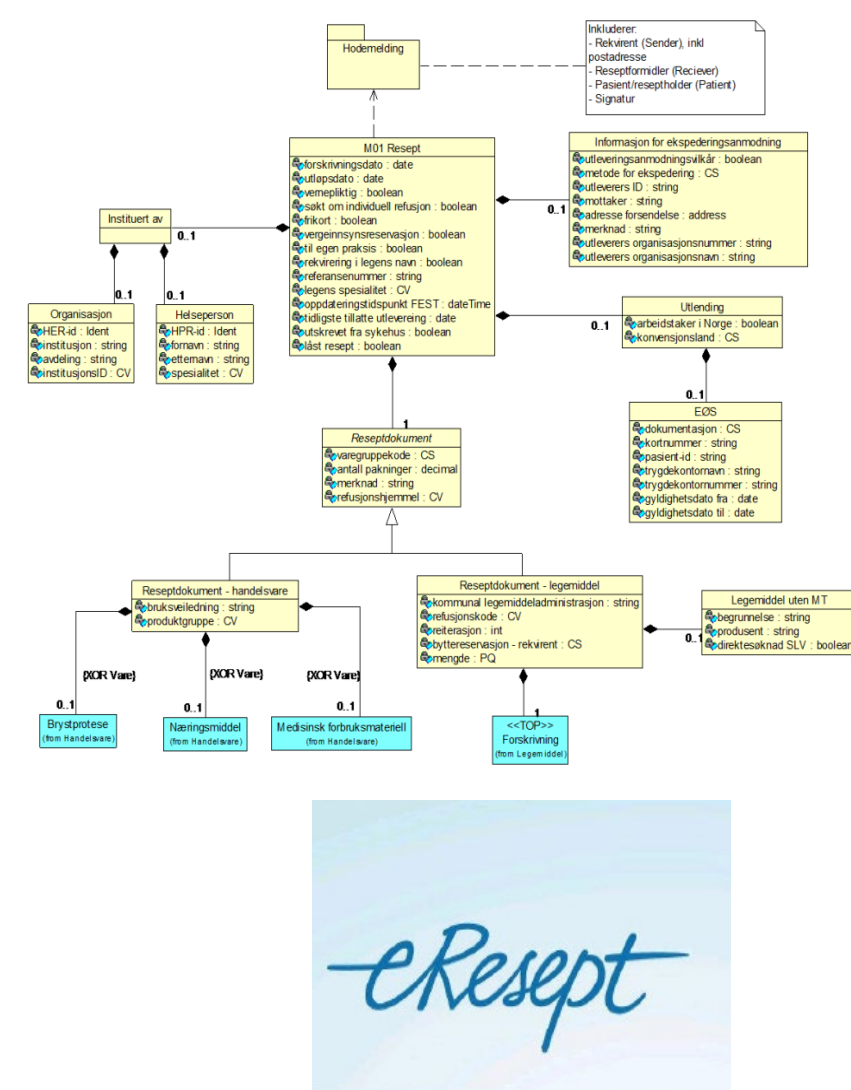 Hodemelding
Inkluderer:
- Rekvirent (Sender), inkl
postadresse
- Reseptformidler (Reciever)
- Pasient/reseptholder (Patient)
- Signatur
M01 Resept
forskrivningsdato : date
utløpsdato : date
vernepliktig : boolean
søkt om individuell refusjon : boolean
frikort : boolean
vergeinnsynsreservasjon : boolean
til egen praksis : boolean
rekvirering i legens navn : boolean
referansenummer : string
legens spesialitet : CV
oppdateringstidspunkt FEST : dateTime
tidligste tillatte utlevereing : date
utskrevet fra sykehus : boolean
låst resept : boolean
Informasjon for ekspederingsanmodning
utleveringsanmodningsvilkår : boolean
metode for ekspedering : CS
utleverers ID : string
mottaker : string
adresse forsendelse : address
merknad : string
utleverers organisasjonsnummer : string
utleverers organisasjonsnavn : string
0..1
Instituert av
0..1
0..1
0..1
Organisasjon
HER-id : Ident
institusjon : string
avdeling : string
institusjonsID : CV
Helseperson
HPR-id : Ident
fornavn : string
etternavn : string
spesialitet : CV
Utlending
arbeidstaker i Norge : boolean
konvensjonsland : CS
0..1
0..1
EØS
dokumentasjon : CS
kortnummer : string
pasient-id : string
trygdekontornavn : string
trygdekontornummer : string
gyldighetsdato fra : date
gyldighetsdato til : date
1
Reseptdokument
varegruppekode : CS
antall pakninger : decimal
merknad : string
refusjonshjemmel : CV
Reseptdokument - handelsvare
bruksveiledning : string
produktgruppe : CV
Reseptdokument - legemiddel
kommunal legemiddeladministrasjon : string
refusjonskode : CV
reiterasjon : int
byttereservasjon - rekvirent : CS
mengde : PQ
Legemiddel uten MT
begrunnelse : string
produsent : string
direktesøknad SLV : boolean
0..1
{XOR Vare}
{XOR Vare}
{XOR Vare}
0..1
0..1
0..1
1
Brystprotese
(from Handelsvare)
Næringsmiddel
(from Handelsvare)
Medisinsk forbruksmateriell
(from Handelsvare)
<<TOP>>
Forskrivning
(from Legemiddel)
eResept